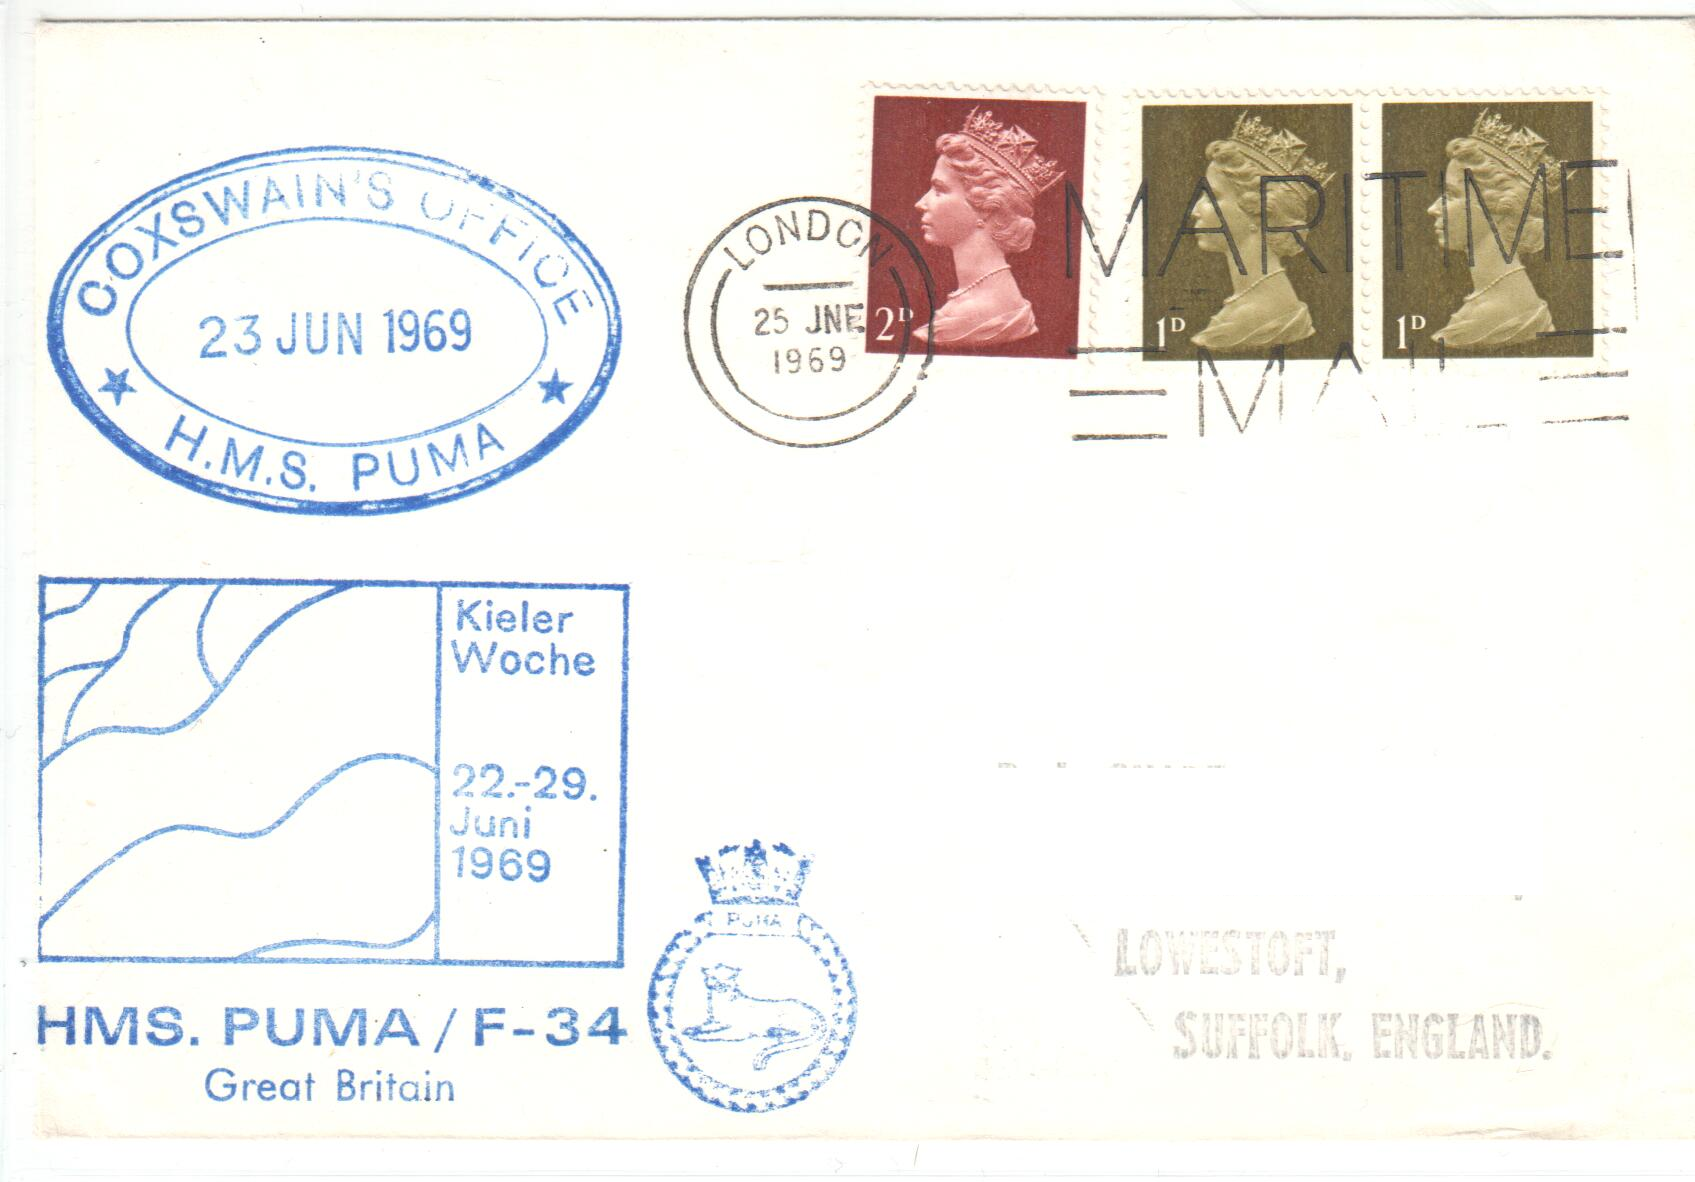 COXSWAIN'S OFFICE
23 JUN 1969
H.M.S. PUMA
LONDON
25 JNE
1969
MARITIME
MAIL
2D
1D
1D
Kieler
Woche
22.-29.
Juni
1969
HMS. PUMA / F-34
Great Britain
PUMA
LOWESTOFT,
SUFFOLK, ENGLAND.